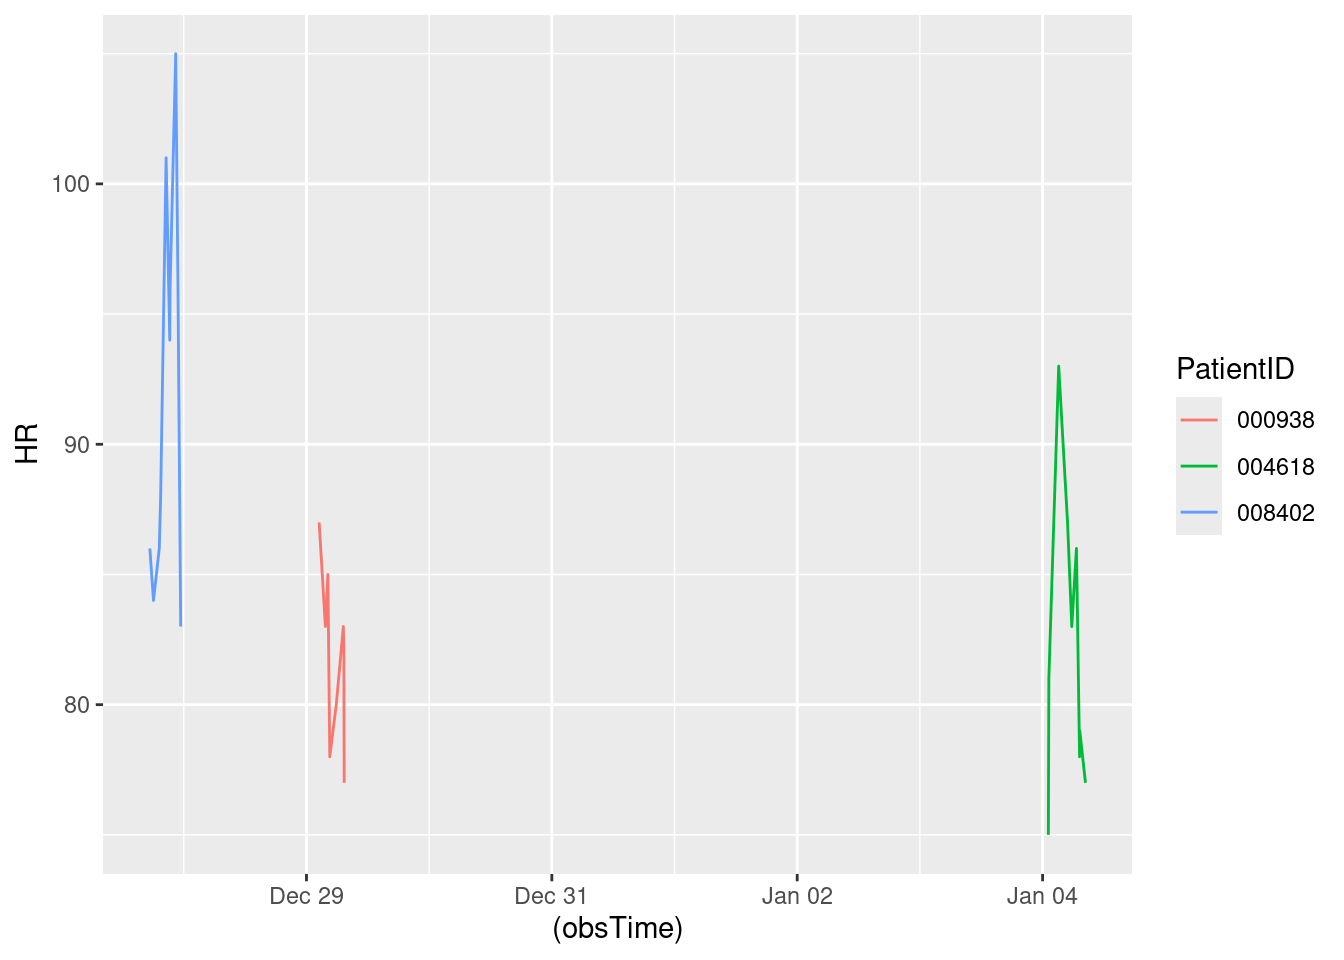 100
90
80
HR
Dec 29
Dec 31
Jan 02
Jan 04
(obsTime)
PatientID
000938
004618
008402